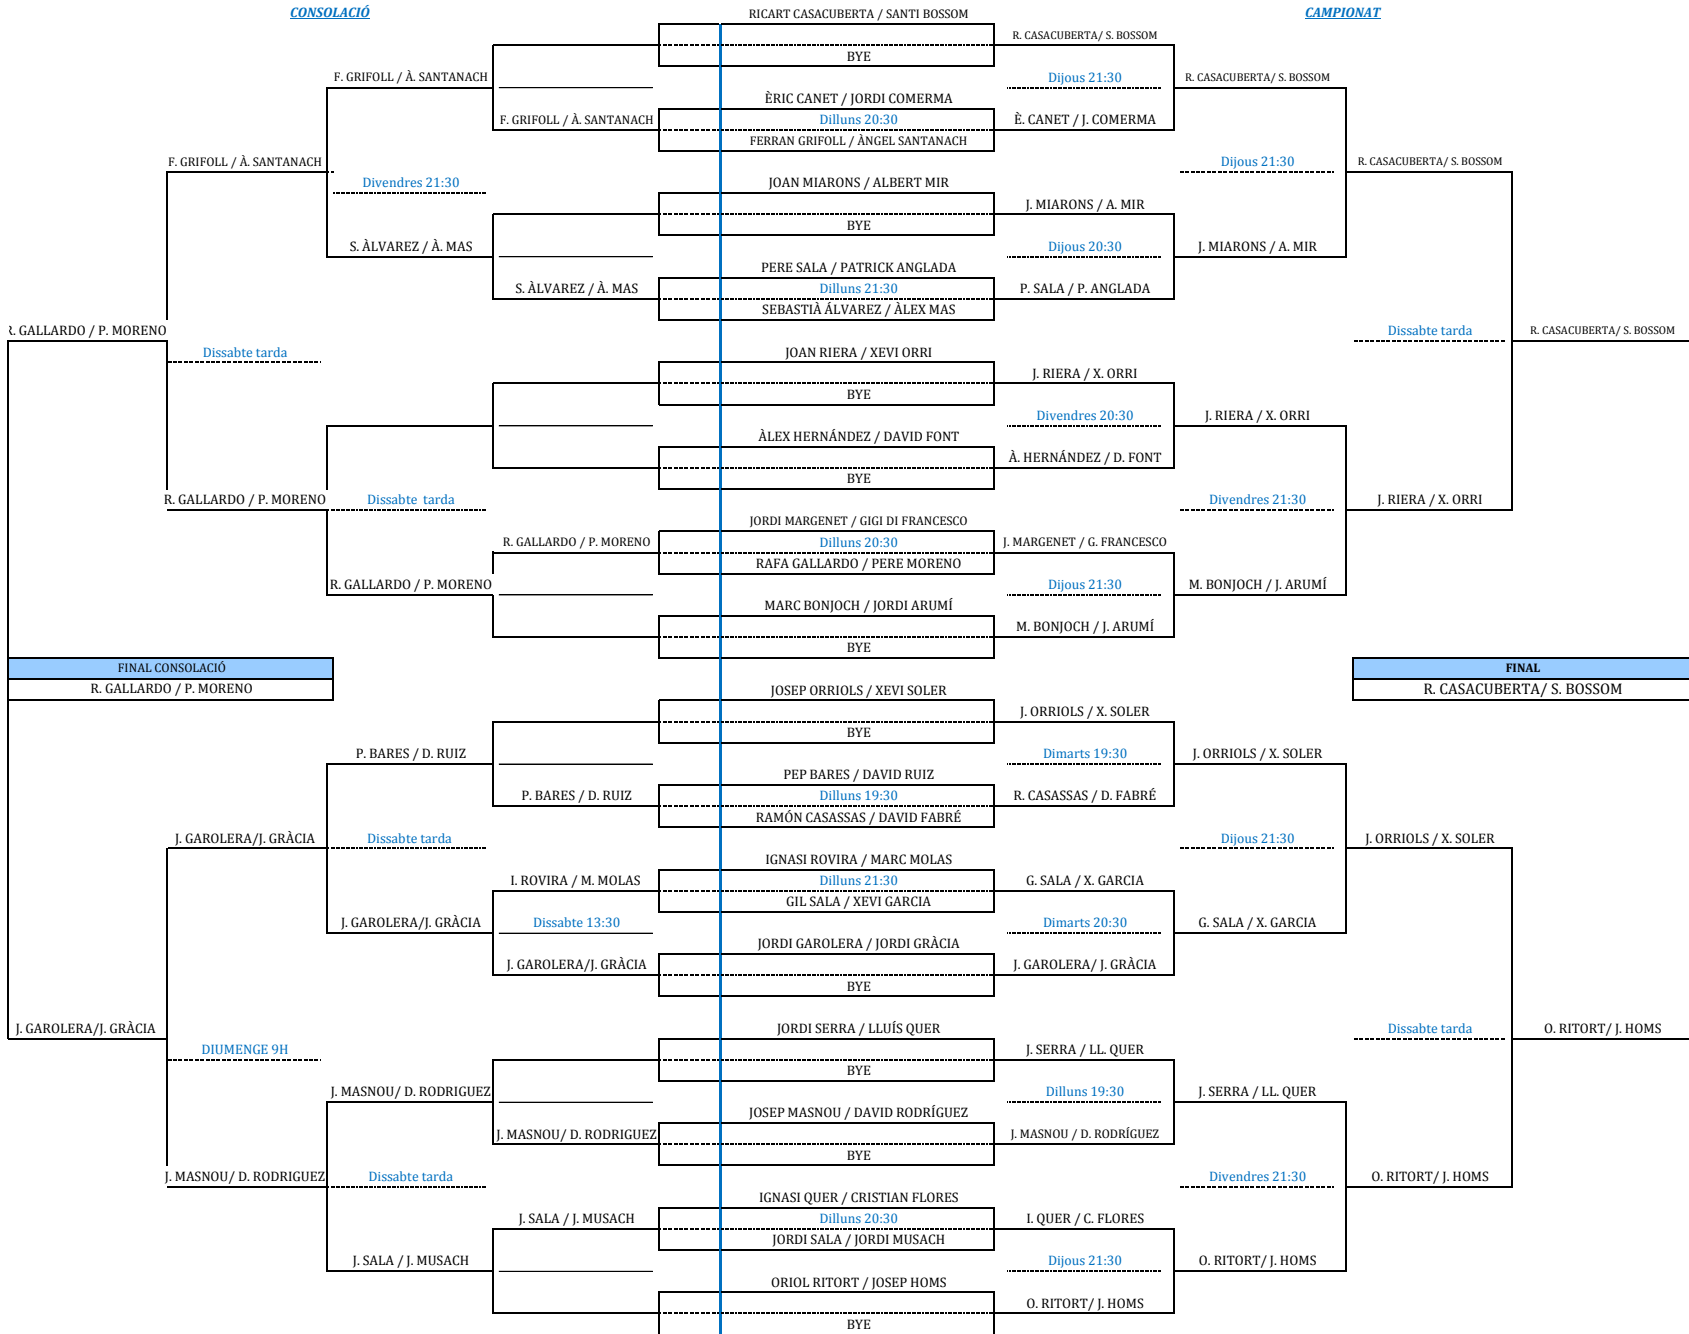 CONSOLACIÓ
RICART CASACUBERTA / SANTI BOSSOM
CAMPIONAT
R. CASACUBERTA/ S. BOSSOM
BYE
F. GRIFOLL / À. SANTANACH
Dijous 21:30
R. CASACUBERTA/ S. BOSSOM
ÈRIC CANET / JORDI COMERMA
F. GRIFOLL / À. SANTANACH
Dilluns 20:30
È. CANET / J. COMERMA
FERRAN GRIFOLL / ÀNGEL SANTANACH
F. GRIFOLL / À. SANTANACH
Dijous 21:30
R. CASACUBERTA/ S. BOSSOM
Divendres 21:30
JOAN MIARONS / ALBERT MIR
J. MIARONS / A. MIR
BYE
S. ÀLVAREZ / À. MAS
Dijous 20:30
J. MIARONS / A. MIR
PERE SALA / PATRICK ANGLADA
S. ÀLVAREZ / À. MAS
Dilluns 21:30
P. SALA / P. ANGLADA
SEBASTIÀ ÁLVAREZ / ÀLEX MAS
R. GALLARDO / P. MORENO
Dissabte tarda
R. CASACUBERTA/ S. BOSSOM
Dissabte tarda
JOAN RIERA / XEVI ORRI
J. RIERA / X. ORRI
BYE
Divendres 20:30
J. RIERA / X. ORRI
ÀLEX HERNÁNDEZ / DAVID FONT
À. HERNÁNDEZ / D. FONT
BYE
R. GALLARDO / P. MORENO
Dissabte tarda
Divendres 21:30
J. RIERA / X. ORRI
JORDI MARGENET / GIGI DI FRANCESCO
R. GALLARDO / P. MORENO
Dilluns 20:30
J. MARGENET / G. FRANCESCO
RAFA GALLARDO / PERE MORENO
R. GALLARDO / P. MORENO
Dijous 21:30
M. BONJOCH / J. ARUMÍ
MARC BONJOCH / JORDI ARUMÍ
M. BONJOCH / J. ARUMÍ
BYE
FINAL CONSOLACIÓ
FINAL
R. GALLARDO / P. MORENO
JOSEP ORRIOLS / XEVI SOLER
R. CASACUBERTA/ S. BOSSOM
J. ORRIOLS / X. SOLER
BYE
P. BARES / D. RUIZ
Dimarts 19:30
J. ORRIOLS / X. SOLER
PEP BARES / DAVID RUIZ
P. BARES / D. RUIZ
Dilluns 19:30
R. CASASSAS / D. FABRÉ
RAMÓN CASASSAS / DAVID FABRÉ
J. GAROLERA/J. GRÀCIA
Dissabte tarda
Dijous 21:30
J. ORRIOLS / X. SOLER
IGNASI ROVIRA / MARC MOLAS
I. ROVIRA / M. MOLAS
Dilluns 21:30
G. SALA / X. GARCIA
GIL SALA / XEVI GARCIA
J. GAROLERA/J. GRÀCIA
Dissabte 13:30
Dimarts 20:30
G. SALA / X. GARCIA
JORDI GAROLERA / JORDI GRÀCIA
J. GAROLERA/J. GRÀCIA
J. GAROLERA/ J. GRÀCIA
BYE
J. GAROLERA/J. GRÀCIA
JORDI SERRA / LLUÍS QUER
Dissabte tarda
O. RITORT/ J. HOMS
DIUMENGE 9H
J. SERRA / LL. QUER
BYE
J. MASNOU/ D. RODRIGUEZ
Dilluns 19:30
J. SERRA / LL. QUER
JOSEP MASNOU / DAVID RODRÍGUEZ
J. MASNOU/ D. RODRIGUEZ
J. MASNOU / D. RODRÍGUEZ
BYE
J. MASNOU/ D. RODRIGUEZ
Dissabte tarda
Divendres 21:30
O. RITORT/ J. HOMS
IGNASI QUER / CRISTIAN FLORES
J. SALA / J. MUSACH
Dilluns 20:30
I. QUER / C. FLORES
JORDI SALA / JORDI MUSACH
J. SALA / J. MUSACH
Dijous 21:30
O. RITORT/ J. HOMS
ORIOL RITORT / JOSEP HOMS
O. RITORT/ J. HOMS
BYE